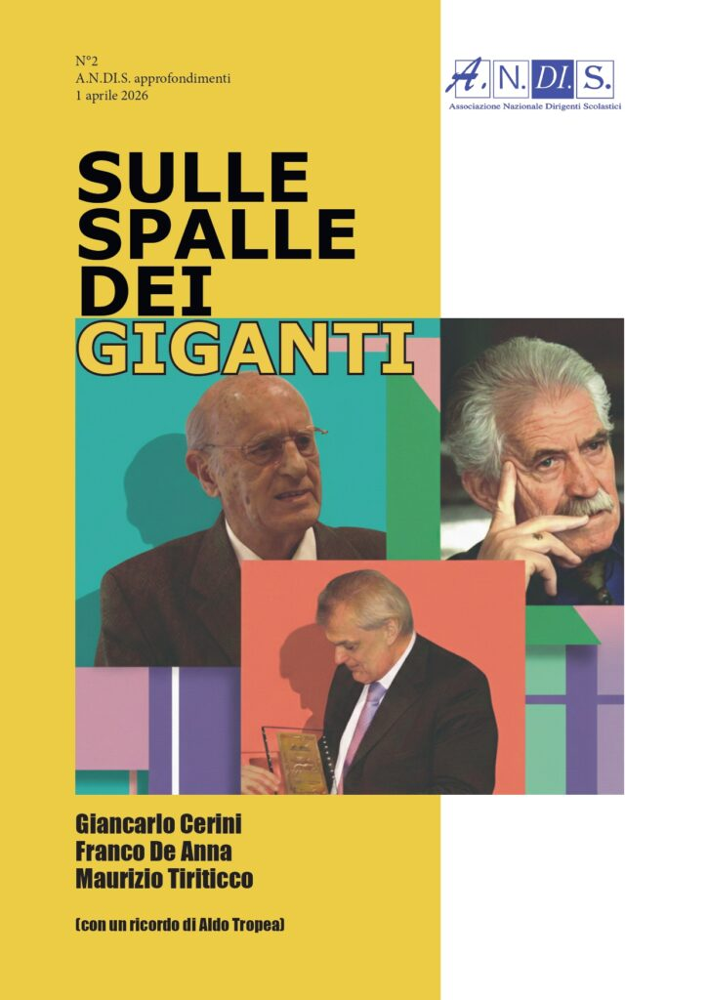 N°2
A.N.DI.S. approfondimenti
1 aprile 2026
A.N.DI.S.
Associazione Nazionale Dirigenti Scolastici
SULLE
SPALLE
DEI
GIGANTI
Giancarlo Cerini
Franco De Anna
Maurizio Tiriticco
(con un ricordo di Aldo Tropea)